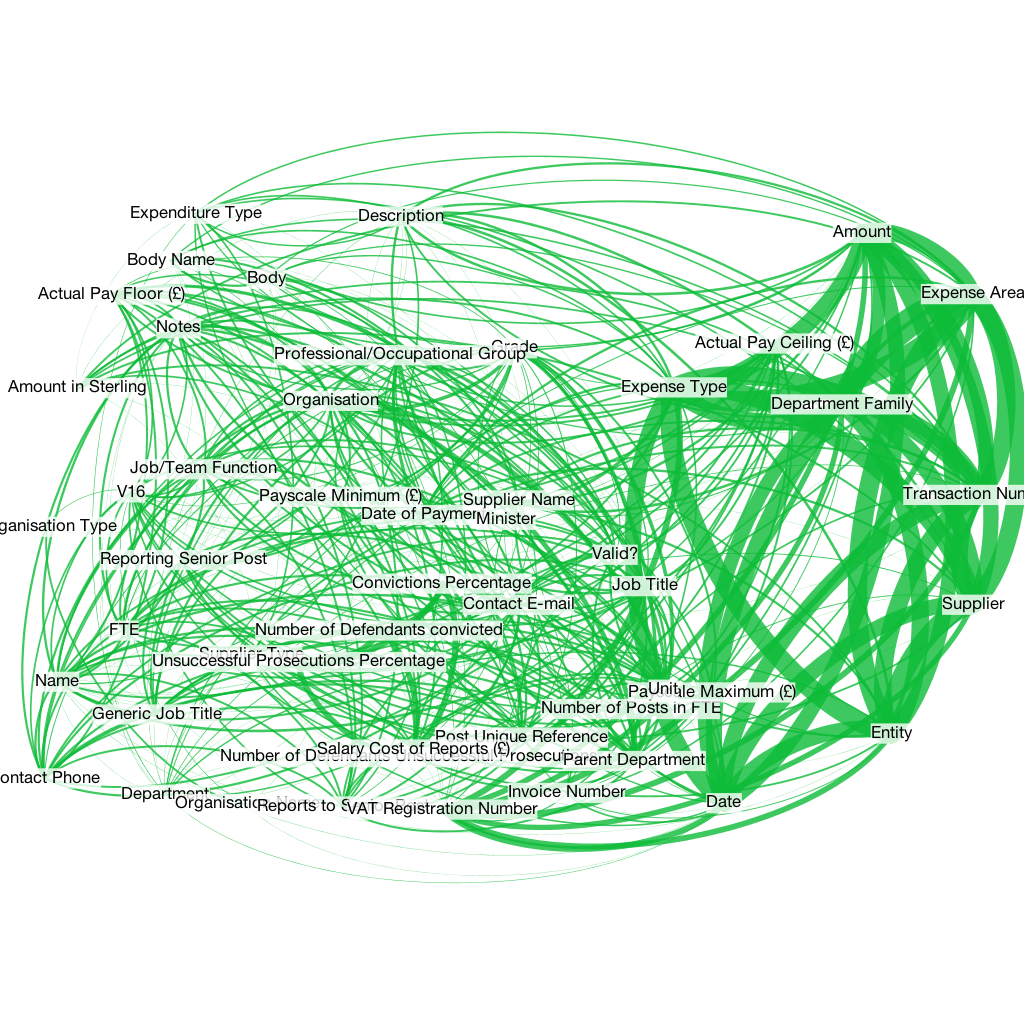 Expenditure Type
Description
Amount
Body Name
Body
Actual Pay Floor (£)
Expense Area
Notes
Actual Pay Ceiling (£)
Grade
Professional/Occupational Group
Amount in Sterling
Expense Type
Organisation
Department Family
Job/Team Function
V16
Payscale Minimum (£)
Supplier Name
Transaction Num
Date of Paymen
Minister
ganisation Type
Reporting Senior Post
Valid?
Convictions Percentage
Job Title
Contact E-mail
Supplier
FTE
Number of Defendants convicted
Supplier Type
Unsuccessful Prosecutions Percentage
Name
Unit
Maximum (£)
Number of Posts in FTE
Generic Job Title
Entity
Post Unique Reference
Salary Cost of Reports (£)
Number of Defendants Unsuccessful Prosecutions
Parent Department
ontact Phone
Department
Invoice Number
Date
Reports to
VAT Registration Number